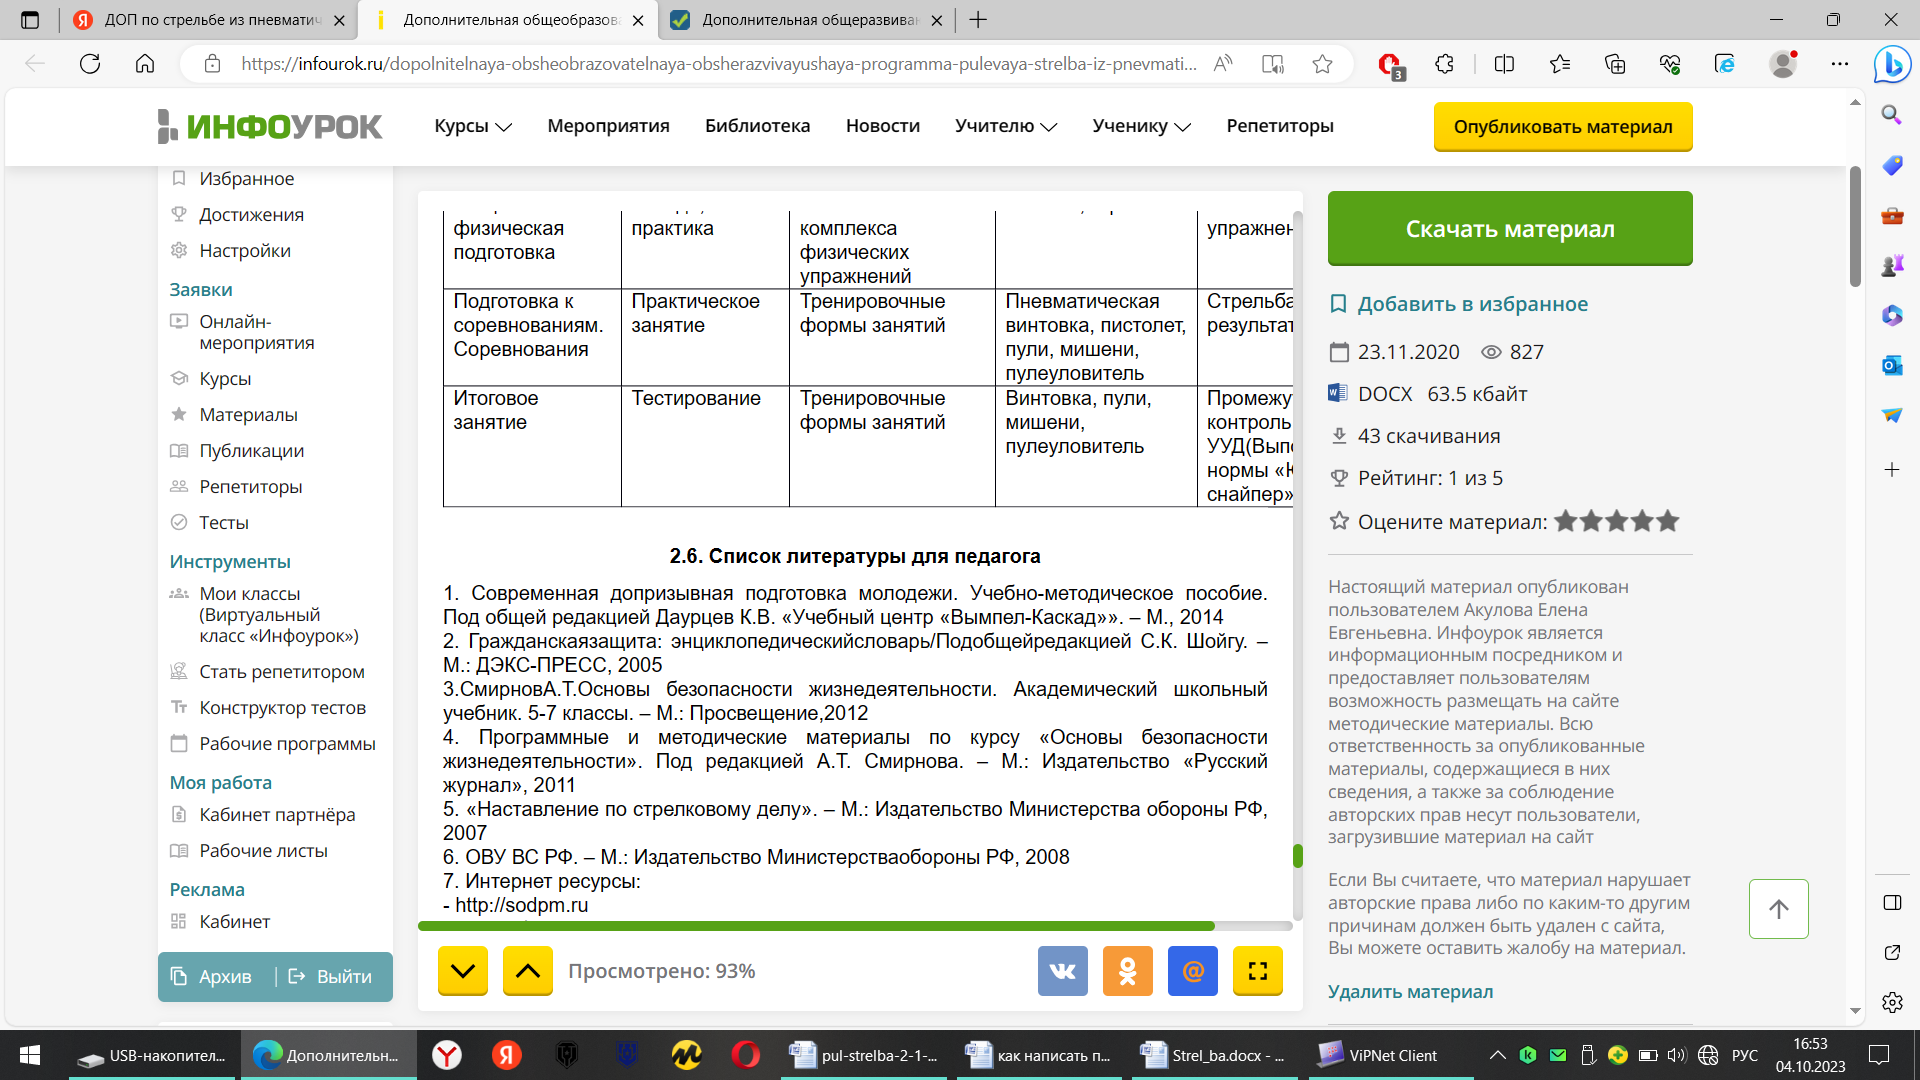 ДОП по стрельбе из пневматич
Дополнительная общеобразова
Дополнительная общеразвиван
https://infourok.ru/dopolnitelnaya-obsheobrazovatelnaya-obsherazvivayushaya-programma-pulevaya-strelba-iz-pnevmati...
3
ИНФОУРОК
Курсы
Мероприятия
Библиотека
Новости
Учителю
Ученику
Репетиторы
Опубликовать материал
Избранное
Достижения
Настройки
Заявки
Онлайн-
мероприятия
Курсы
Материалы
Публикации
Репетиторы
Тесты
Инструменты
Мои классы
(Виртуальный
класс «Инфоурок»)
Стать репетитором
Конструктор тестов
Рабочие программы
Моя работа
Кабинет партнёра
Рабочие листы
Реклама
Кабинет
Архив
Выйти
физическая
подготовка
практика
комплекса
физических
упражнений
упражнен
Подготовка к
соревнованиям.
Соревнования
Практическое
занятие
Тренировочные
формы занятий
Пневматическая
винтовка, пистолет,
пули, мишени,
пулеуловитель
Стрельба
результат
Итоговое
занятие
Тестирование
Тренировочные
формы занятий
Винтовка, пули,
мишени,
пулеуловитель
Промежу
контроль
УУД(Вып
нормы «
снайпер»
2.6. Список литературы для педагога
1. Современная допризывная подготовка молодежи. Учебно-методическое пособие.
Под общей редакцией Даурцев К.В. «Учебный центр «Вымпел-Каскад»». – М., 2014
2. Гражданскаязащита: энциклопедическийсловарь/Подобщейредакцией С.К. Шойгу. –
М.: ДЭКС-ПРЕСС, 2005
3.СмирновА.Т.Основы безопасности жизнедеятельности. Академический школьный
учебник. 5-7 классы. – М.: Просвещение,2012
4. Программные и методические материалы по курсу «Основы безопасности
жизнедеятельности». Под редакцией А.Т. Смирнова. – М.: Издательство «Русский
журнал», 2011
5. «Наставление по стрелковому делу». – М.: Издательство Министерства обороны РФ,
2007
6. ОВУ ВС РФ. – М.: Издательство Министерстваобороны РФ, 2008
7. Интернет ресурсы:
- http://sodpm.ru
Просмотрено: 93%
Скачать материал
Добавить в избранное
23.11.2020 827
DOCX 63.5 кбайт
43 скачивания
Рейтинг: 1 из 5
Оцените материал:
Настоящий материал опубликован
пользователем Акулова Елена
Евгеньевна. Инфоурок является
информационным посредником и
предоставляет пользователям
возможность размещать на сайте
методические материалы. Всю
ответственность за опубликованные
материалы, содержащиеся в них
сведения, а также за соблюдение
авторских прав несут пользователи,
загрузившие материал на сайт
Если Вы считаете, что материал нарушает
авторские права либо по каким-то другим
причинам должен быть удален с сайта,
Вы можете оставить жалобу на материал.
Удалить материал
USB-накопител...
Дополнительн...
pul-strelba-2-1-...
как написать п...
Strel_ba.docx - ...
ViPNet Client
РУС
16:53
04.10.2023